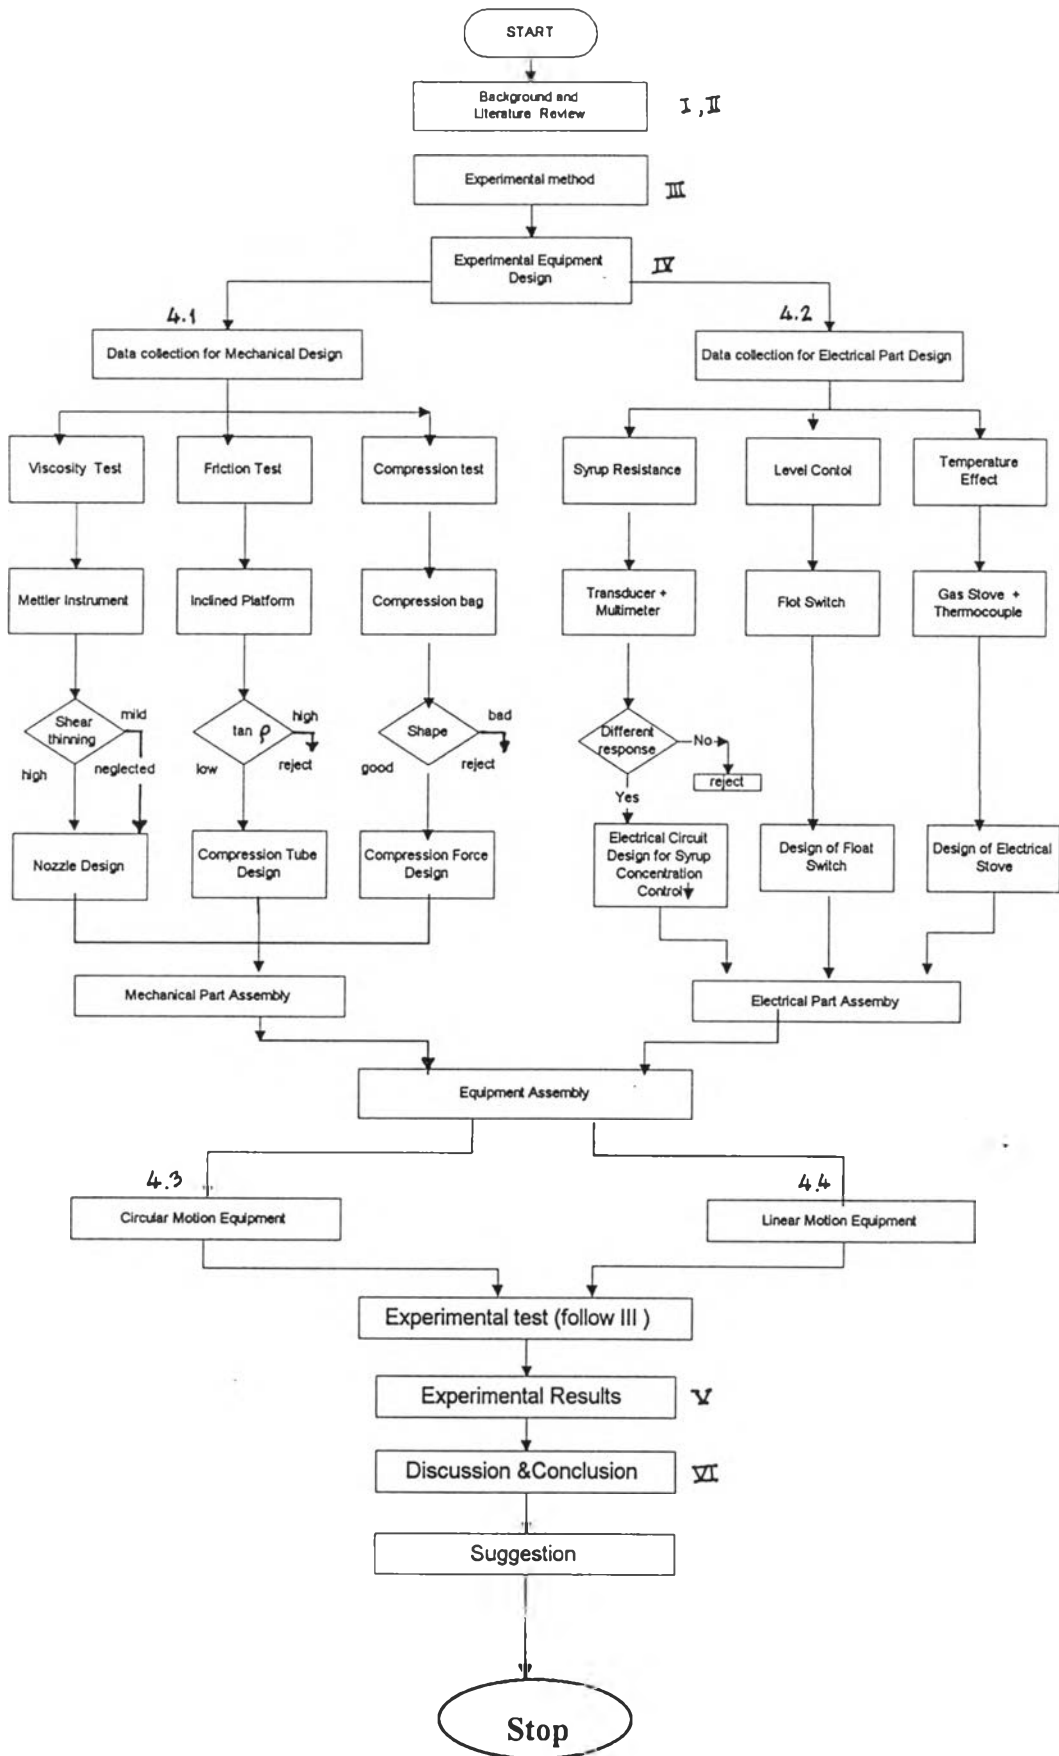 START
Background and
Literature Review
I, II
Experimental method
III
Experimental Equipment
Design
IV
4.1
4.2
Data collection for Mechanical Design
Data collection for Electrical Part Design
Viscosity Test
Friction Test
Compression test
Syrup Resistance
Level Contol
Temperature
Effect
Mettler Instrument
Inclined Platform
Compression bag
Transducer +
Multimeter
Flot Switch
Gas Stove +
Thermocouple
Shear
thinning
mild
neglected
high
tan ρ
high
reject
low
Shape
bad
reject
good
Different
response
No
reject
Yes
Nozzle Design
Compression Tube
Design
Compression Force
Design
Electrical Circuit
Design for Syrup
Concentration
Control
Design of Float
Switch
Design of Electrical
Stove
Mechanical Part Assembly
Electrical Part Assemby
Equipment Assembly
4.3
4.4
Circular Motion Equipment
Linear Motion Equipment
Experimental test (follow III )
Experimental Results
V
Discussion &Conclusion
VI
Suggestion
Stop